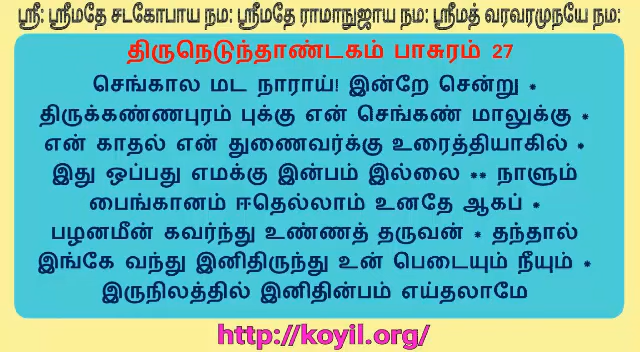 ஸ்ரீ: ஸ்ரீமதே சடகோபாய நம: ஸ்ரீமதே ராமாநுஜாய நம: ஸ்ரீமத் வரவரமுநயே நம:
திருநெடுந்தாண்டகம் பாசுரம் 27
செங்கால மட நாராய்! இன்றே சென்று *
திருக்கண்ணபுரம் புக்கு என் செங்கண் மாலுக்கு *
என் காதல் என் துணைவர்க்கு உரைத்தியாகில் *
இது ஒப்பது எமக்கு இன்பம் இல்லை ** நாளும்
பைங்கானம் ஈதெல்லாம் உனதே ஆகப் *
பழனமீன் கவர்ந்து உண்ணத் தருவன் * தந்தால்
இங்கே வந்து இனிதிருந்து உன் பெடையும் நீயும் *
இருநிலத்தில் இனிதின்பம் எய்தலாமே
http://koyil.org/